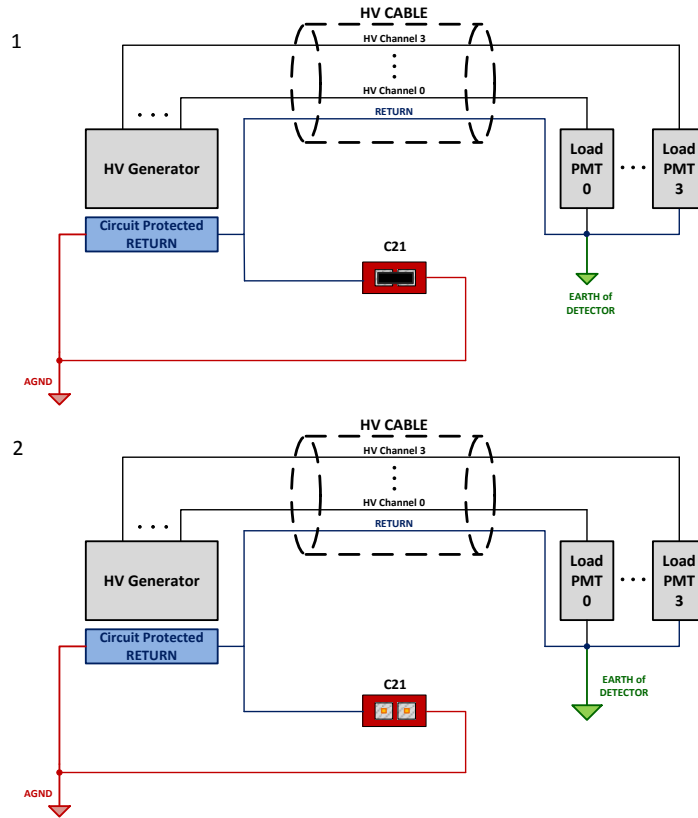 1
HV CABLE
HV Channel 3
HV Channel 0
RETURN
HV Generator
Load
PMT
0
Load
PMT
3
Circuit Protected
RETURN
C21
EARTH of
DETECTOR
AGND
2
HV CABLE
HV Channel 3
HV Channel 0
RETURN
HV Generator
Load
PMT
0
Load
PMT
3
Circuit Protected
RETURN
C21
EARTH of
DETECTOR
AGND